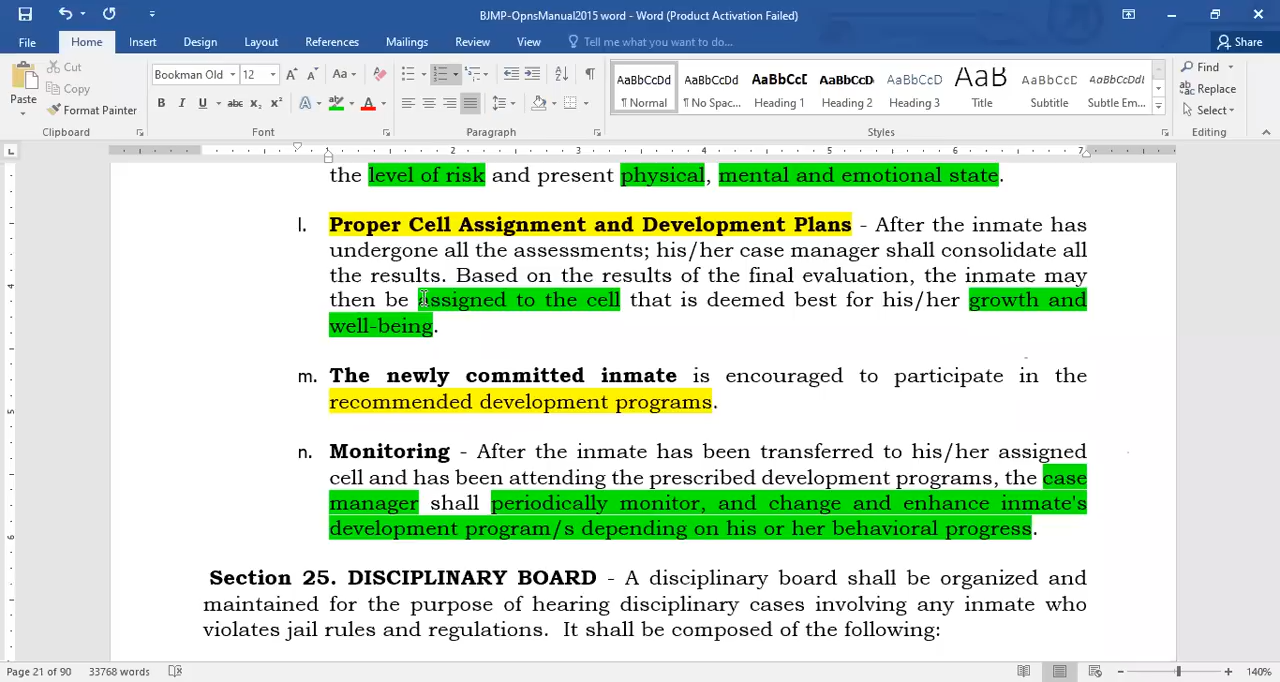 BJMP-OpnsManual2015 word - Word (Product Activation Failed)
File Home Insert Design Layout References Mailings Review View Tell me what you want to do... Share
Paste
Cut
Copy
Format Painter
Clipboard
Bookman Old 12
Font
Paragraph
AaBbCcDd AaBbCcDd AaBbCcI AaBbCcD AaBbCcD AaB AaBbCcC AaBbCcDdI
¶ Normal ¶ No Spac... Heading 1 Heading 2 Heading 3 Title Subtitle Subtle Em...
Styles
Find
Replace
Select
Editing
1 2 3 4 5 6 7
the level of risk and present physical, mental and emotional state.
l. Proper Cell Assignment and Development Plans - After the inmate has
undergone all the assessments; his/her case manager shall consolidate all
the results. Based on the results of the final evaluation, the inmate may
then be assigned to the cell that is deemed best for his/her growth and
well-being.
m. The newly committed inmate is encouraged to participate in the
recommended development programs.
n. Monitoring - After the inmate has been transferred to his/her assigned
cell and has been attending the prescribed development programs, the case
manager shall periodically monitor, and change and enhance inmate's
development program/s depending on his or her behavioral progress.
Section 25. DISCIPLINARY BOARD - A disciplinary board shall be organized and
maintained for the purpose of hearing disciplinary cases involving any inmate who
violates jail rules and regulations. It shall be composed of the following:
Page 21 of 90 33768 words 140%